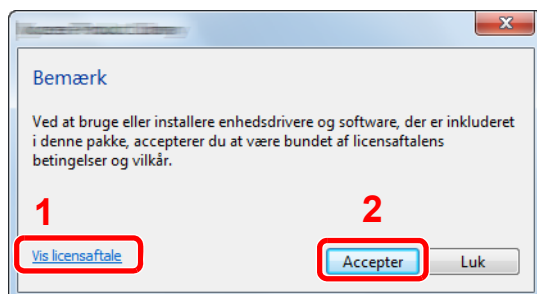 Bemærk
Ved at bruge eller installere enhedsdrivere og software, der er inkluderet
i denne pakke, accepterer du at være bundet af licensaftalens
betingelser og vilkår.
1
2
Vis licensaftale
Accepter
Luk